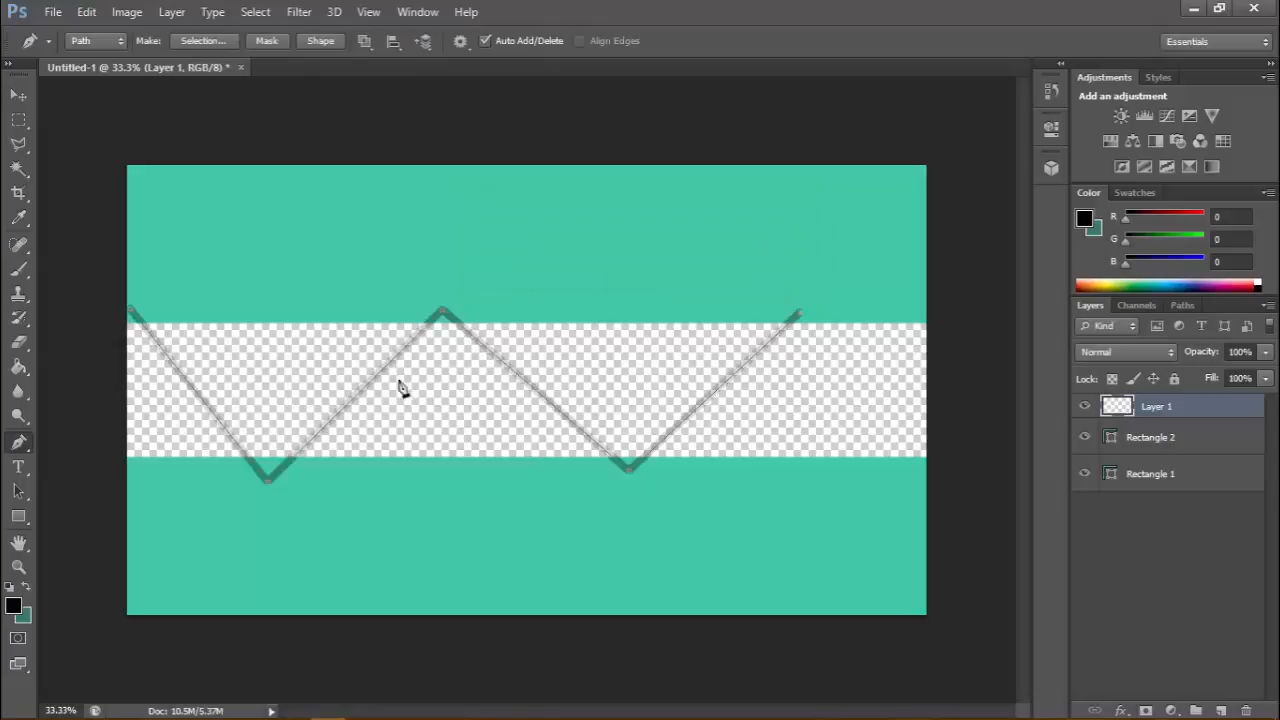 Ps File Edit Image Layer Type Select Filter 3D View Window Help
Path Make: Selection... Mask Shape Auto Add/Delete Align Edges Essentials
Untitled-1 @ 33.3% (Layer 1, RGB/8) * ×
Adjustments Styles
Add an adjustment
Color Swatches
R 0
G 0
B 0
Layers Channels Paths
Kind
Normal Opacity: 100%
Lock: Fill: 100%
Layer 1
Rectangle 2
Rectangle 1
T
fx
33.33% Doc: 10.5M/5.37M